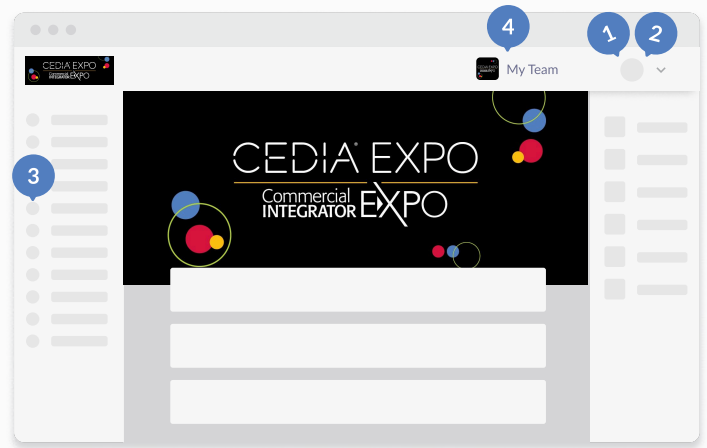 4
1
2
CEDIA EXPO
Commercial
INTEGRATOR EXPO
My Team
CEDIA EXPO
Commercial
INTEGRATOR EXPO
3